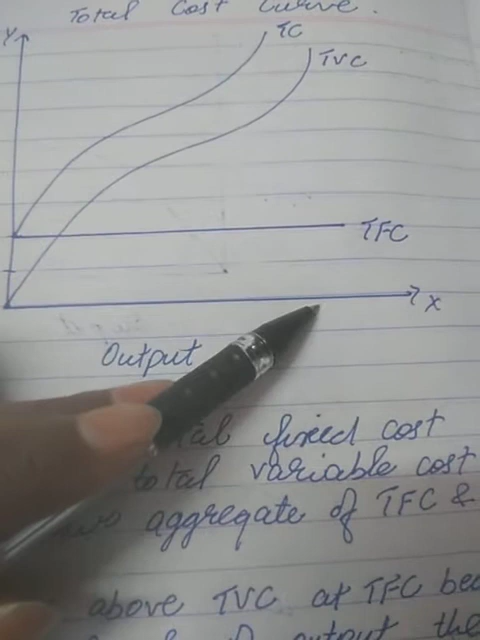 Total Cost Curve.
Y
TC
TVC
TFC
X
Output
fixed cost
total variable cost
aggregate of TFC &
above TVC at TFC
output the